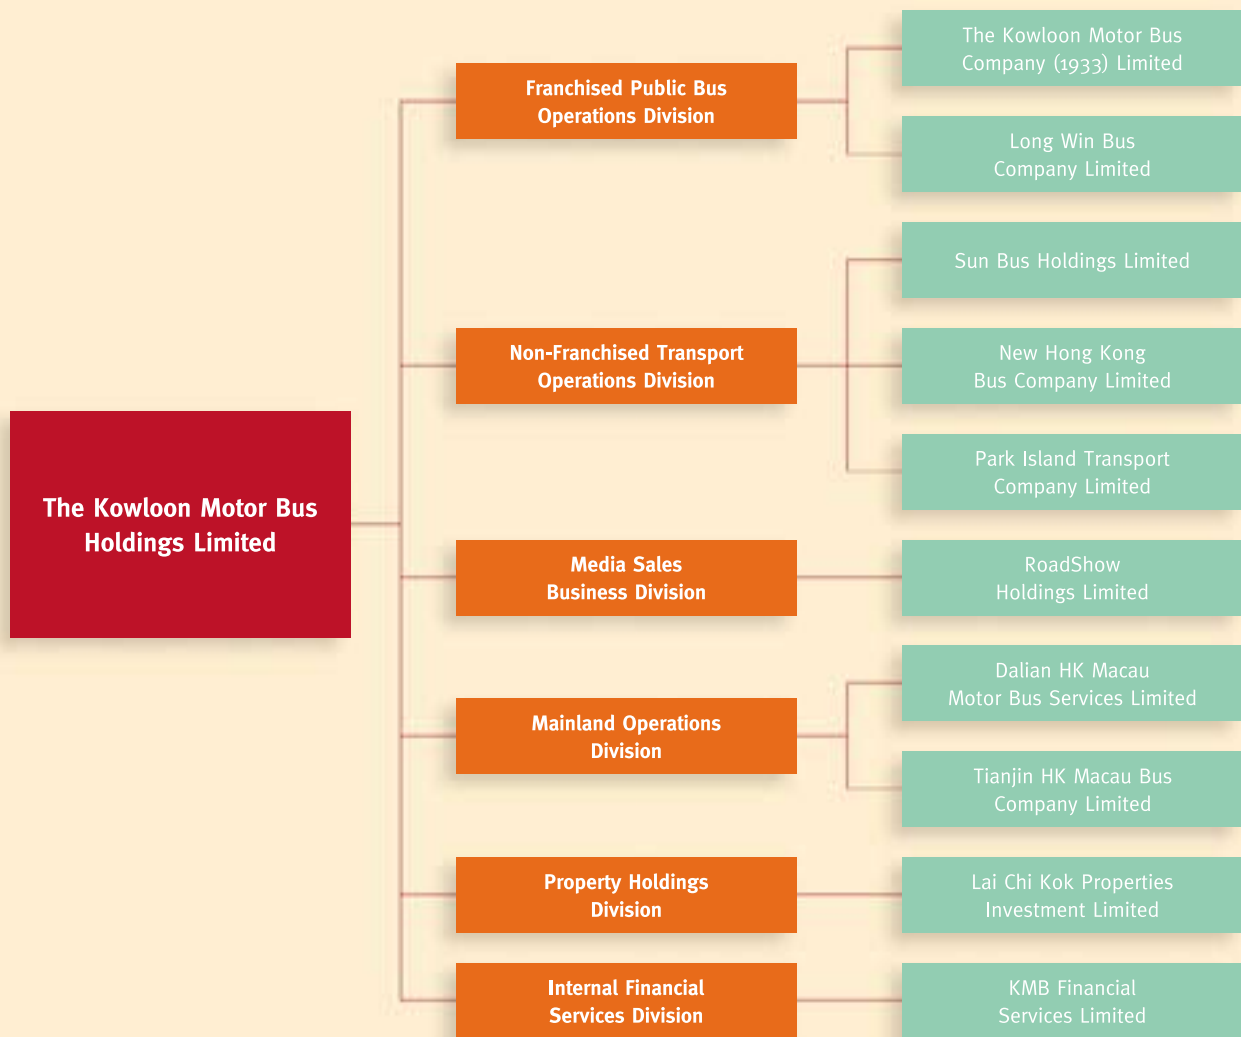 The Kowloon Motor Bus
Holdings Limited
Franchised Public Bus
Operations Division
The Kowloon Motor Bus
Company (1933) Limited
Long Win Bus
Company Limited
Non-Franchised Transport
Operations Division
Sun Bus Holdings Limited
New Hong Kong
Bus Company Limited
Park Island Transport
Company Limited
Media Sales
Business Division
RoadShow
Holdings Limited
Mainland Operations
Division
Dalian HK Macau
Motor Bus Services Limited
Tianjin HK Macau Bus
Company Limited
Property Holdings
Division
Lai Chi Kok Properties
Investment Limited
Internal Financial
Services Division
KMB Financial
Services Limited